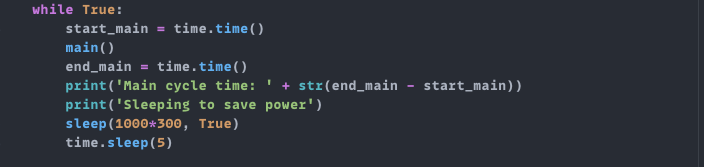 while True:
    start_main = time.time()
    main()
    end_main = time.time()
    print('Main cycle time: ' + str(end_main - start_main))
    print('Sleeping to save power')
    sleep(1000*300, True)
    time.sleep(5)